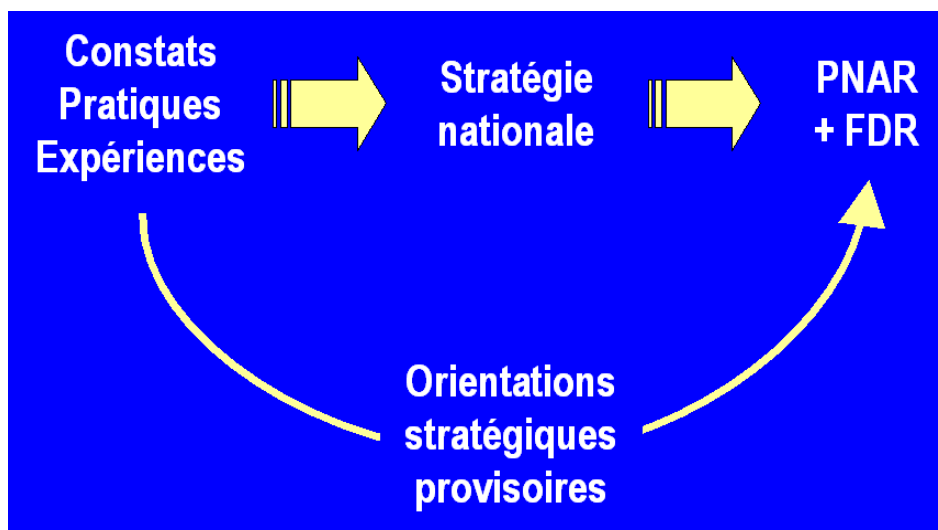 Constats
Pratiques
Expériences
Stratégie
nationale
PNAR
+ FDR
Orientations
stratégiques
provisoires